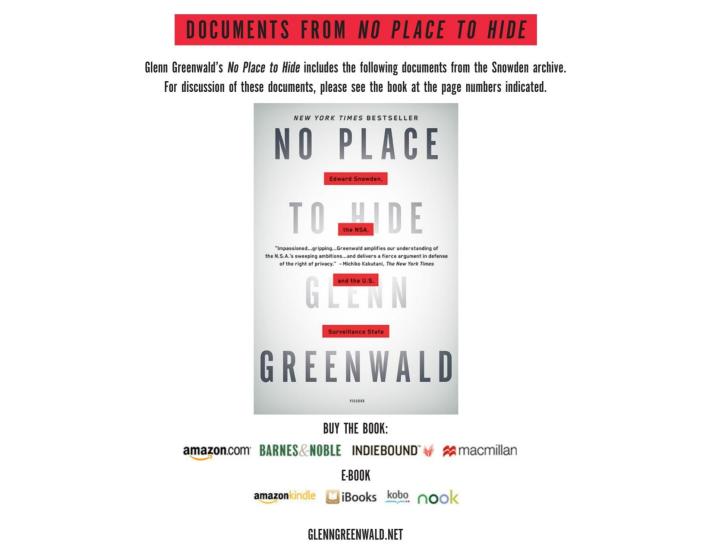 DOCUMENTS FROM NO PLACE TO HIDE
Glenn Greenwald's No Place to Hide includes the following documents from the Snowden archive.
For discussion of these documents, please see the book at the page numbers indicated.
NEW YORK TIMES BESTSELLER
NO PLACE
Edward Snowden,
TO HIDE
the NSA,
"Impassioned...gripping...Greenwald amplifies our understanding of
the N.S.A.'s sweeping ambitions...and delivers a fierce argument in defense
of the right of privacy." –Michiko Kakutani, The New York Times
and the U.S.
GLENN
Surveillance State
GREENWALD
PICADOR
BUY THE BOOK:
amazon.com BARNES&NOBLE INDIEBOUND macmillan
E-BOOK
amazonkindle iBooks kobo nook
GLENNGREENWALD.NET